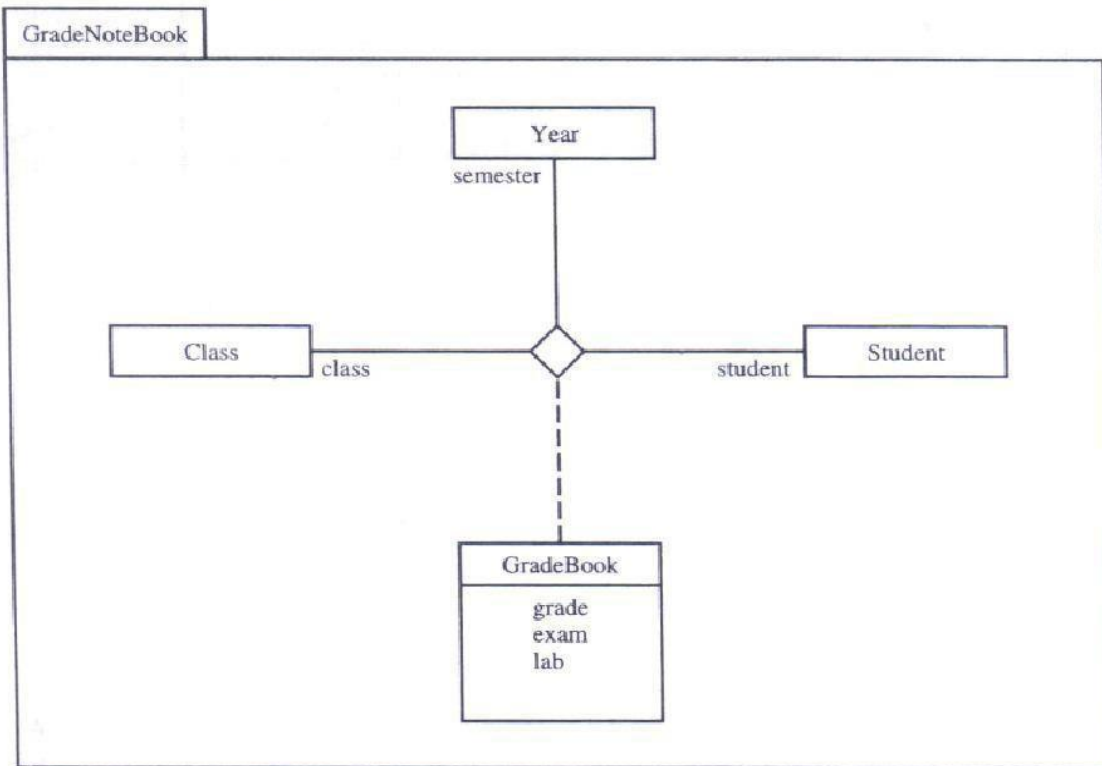 GradeNoteBook
Year
semester
Class
class
student
Student
GradeBook
grade
exam
lab